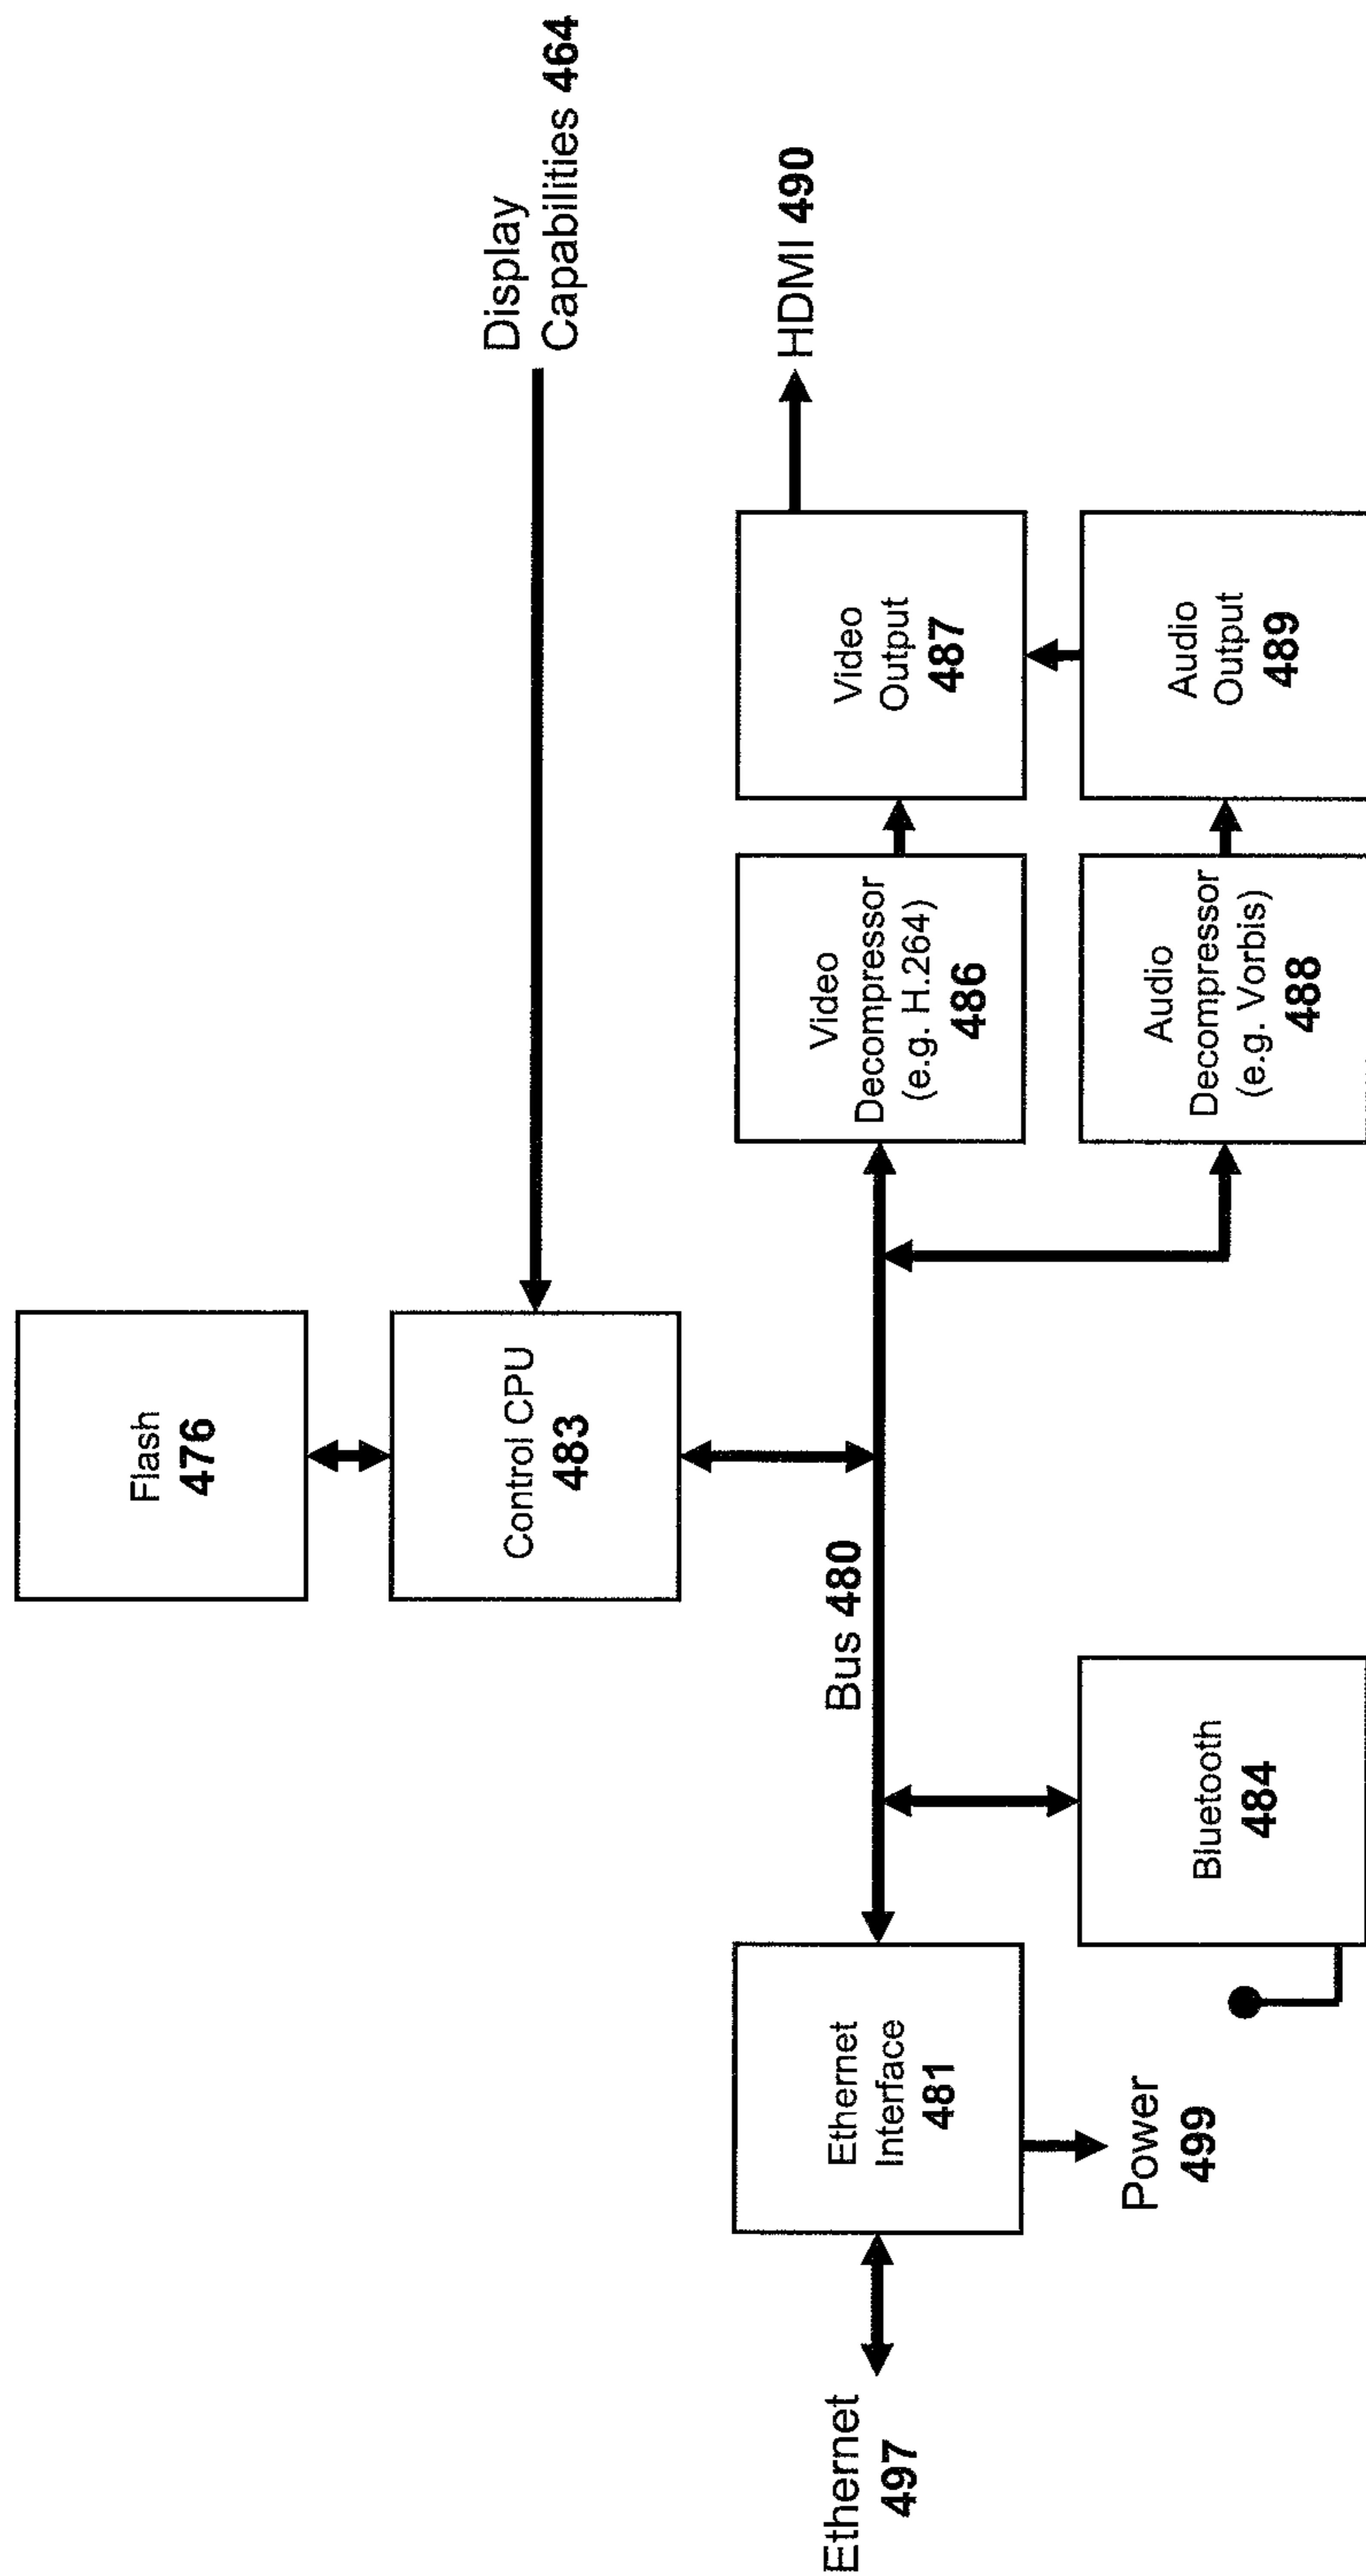 Flash
476
Display
Capabilities 464
Control CPU
483
Bus 480
HDMI 490
Ethernet
497
Ethernet
Interface
481
Video
Decompressor
(e.g. H.264)
486
Video
Output
487
Power
499
Bluetooth
484
Audio
Decompressor
(e.g. Vorbis)
488
Audio
Output
489